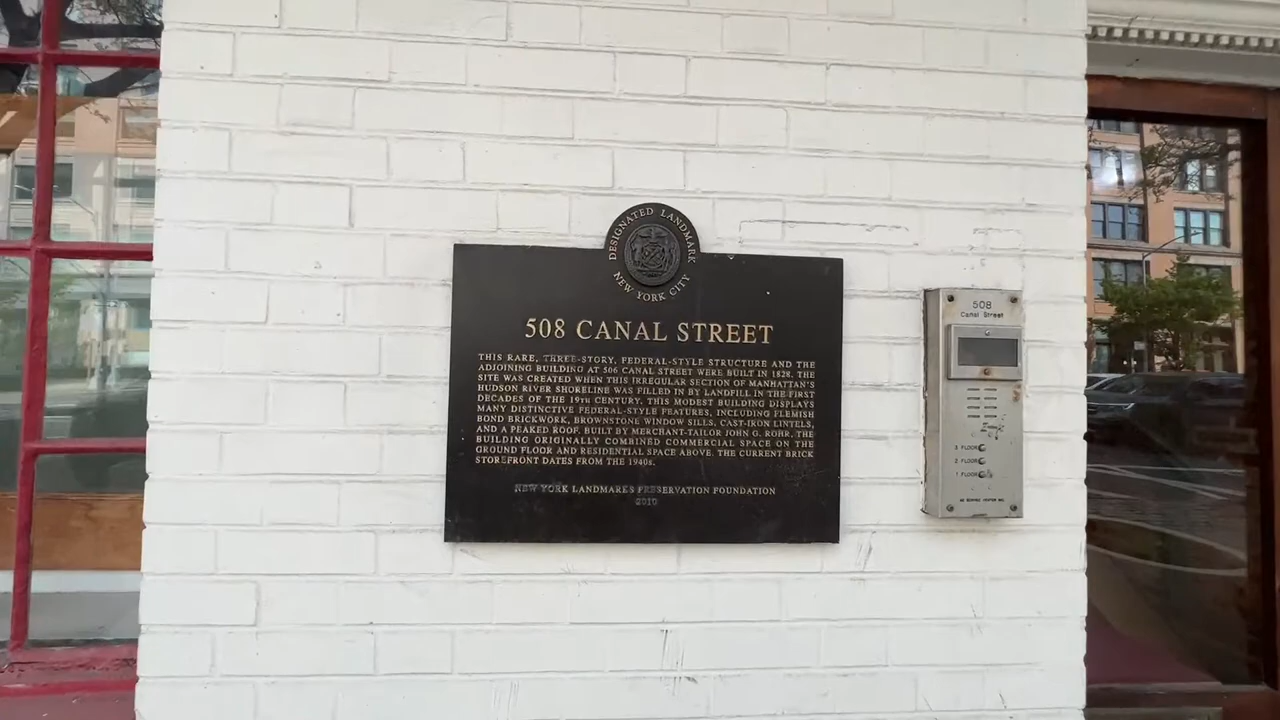 DESIGNATED LANDMARK
NEW YORK CITY
508 CANAL STREET
THIS RARE, THREE-STORY, FEDERAL-STYLE STRUCTURE AND THE
ADJOINING BUILDING AT 506 CANAL STREET WERE BUILT IN 1828. THE
SITE WAS CREATED WHEN THIS IRREGULAR SECTION OF MANHATTAN'S
HUDSON RIVER SHORELINE WAS FILLED IN BY LANDFILL IN THE FIRST
DECADES OF THE 19TH CENTURY. THIS MODEST BUILDING DISPLAYS
MANY DISTINCTIVE FEDERAL-STYLE FEATURES, INCLUDING FLEMISH
BOND BRICKWORK, BROWNSTONE WINDOW SILLS, CAST-IRON LINTELS,
AND A PEAKED ROOF. BUILT BY MERCHANT-TAILOR JOHN G. ROHR, THE
BUILDING ORIGINALLY COMBINED COMMERCIAL SPACE ON THE
GROUND FLOOR AND RESIDENTIAL SPACE ABOVE. THE CURRENT BRICK
STOREFRONT DATES FROM THE 1940s.
NEW YORK LANDMARKS PRESERVATION FOUNDATION
2010
508
Canal Street
3 FLOOR
2 FLOOR
1 FLOOR